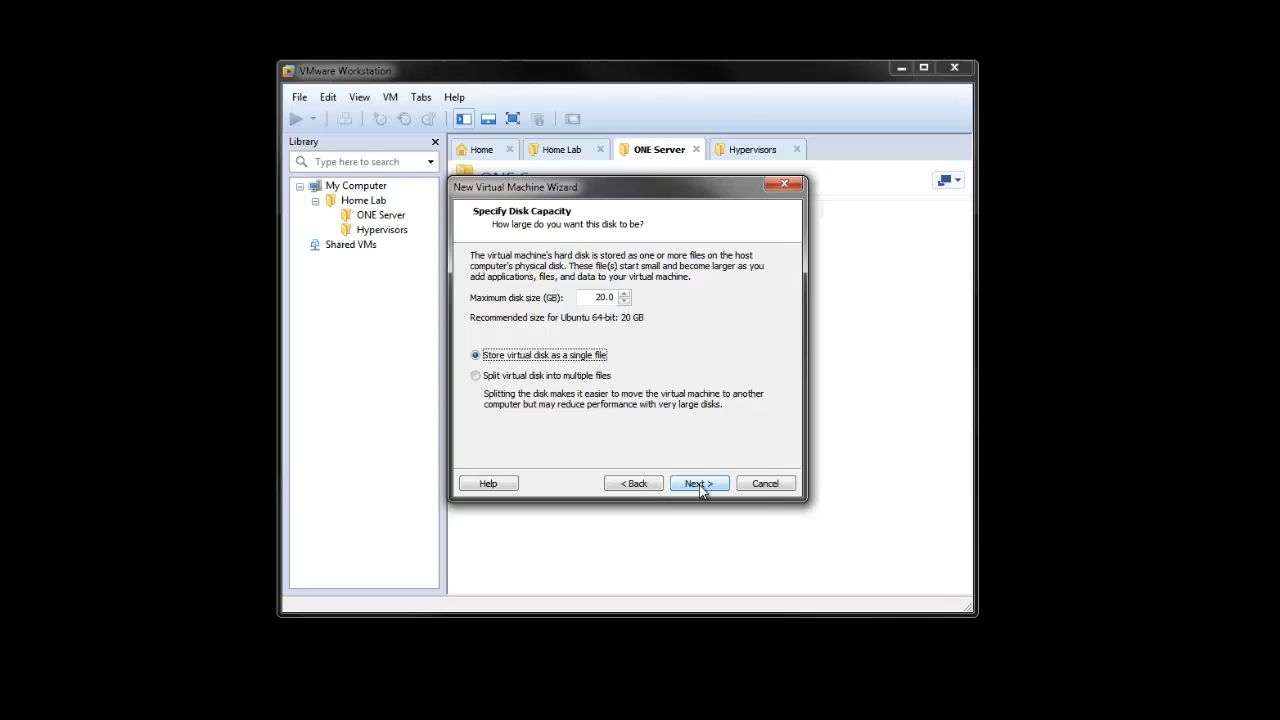 VMware Workstation
File Edit View VM Tabs Help
Library
Type here to search
My Computer
Home Lab
ONE Server
Hypervisors
Shared VMs
Home
Home Lab
ONE Server
Hypervisors
New Virtual Machine Wizard
Specify Disk Capacity
How large do you want this disk to be?
The virtual machine's hard disk is stored as one or more files on the host
computer's physical disk. These file(s) start small and become larger as you
add applications, files, and data to your virtual machine.
Maximum disk size (GB): 20.0
Recommended size for Ubuntu 64-bit: 20 GB
Store virtual disk as a single file
Split virtual disk into multiple files
Splitting the disk makes it easier to move the virtual machine to another
computer but may reduce performance with very large disks.
Help < Back Next > Cancel